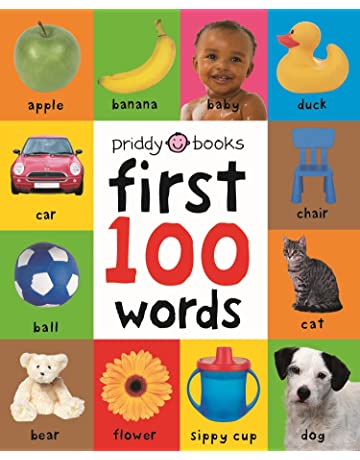 apple
banana
baby
duck
priddy books
first
100
words
car
chair
ball
cat
bear
flower
sippy cup
dog